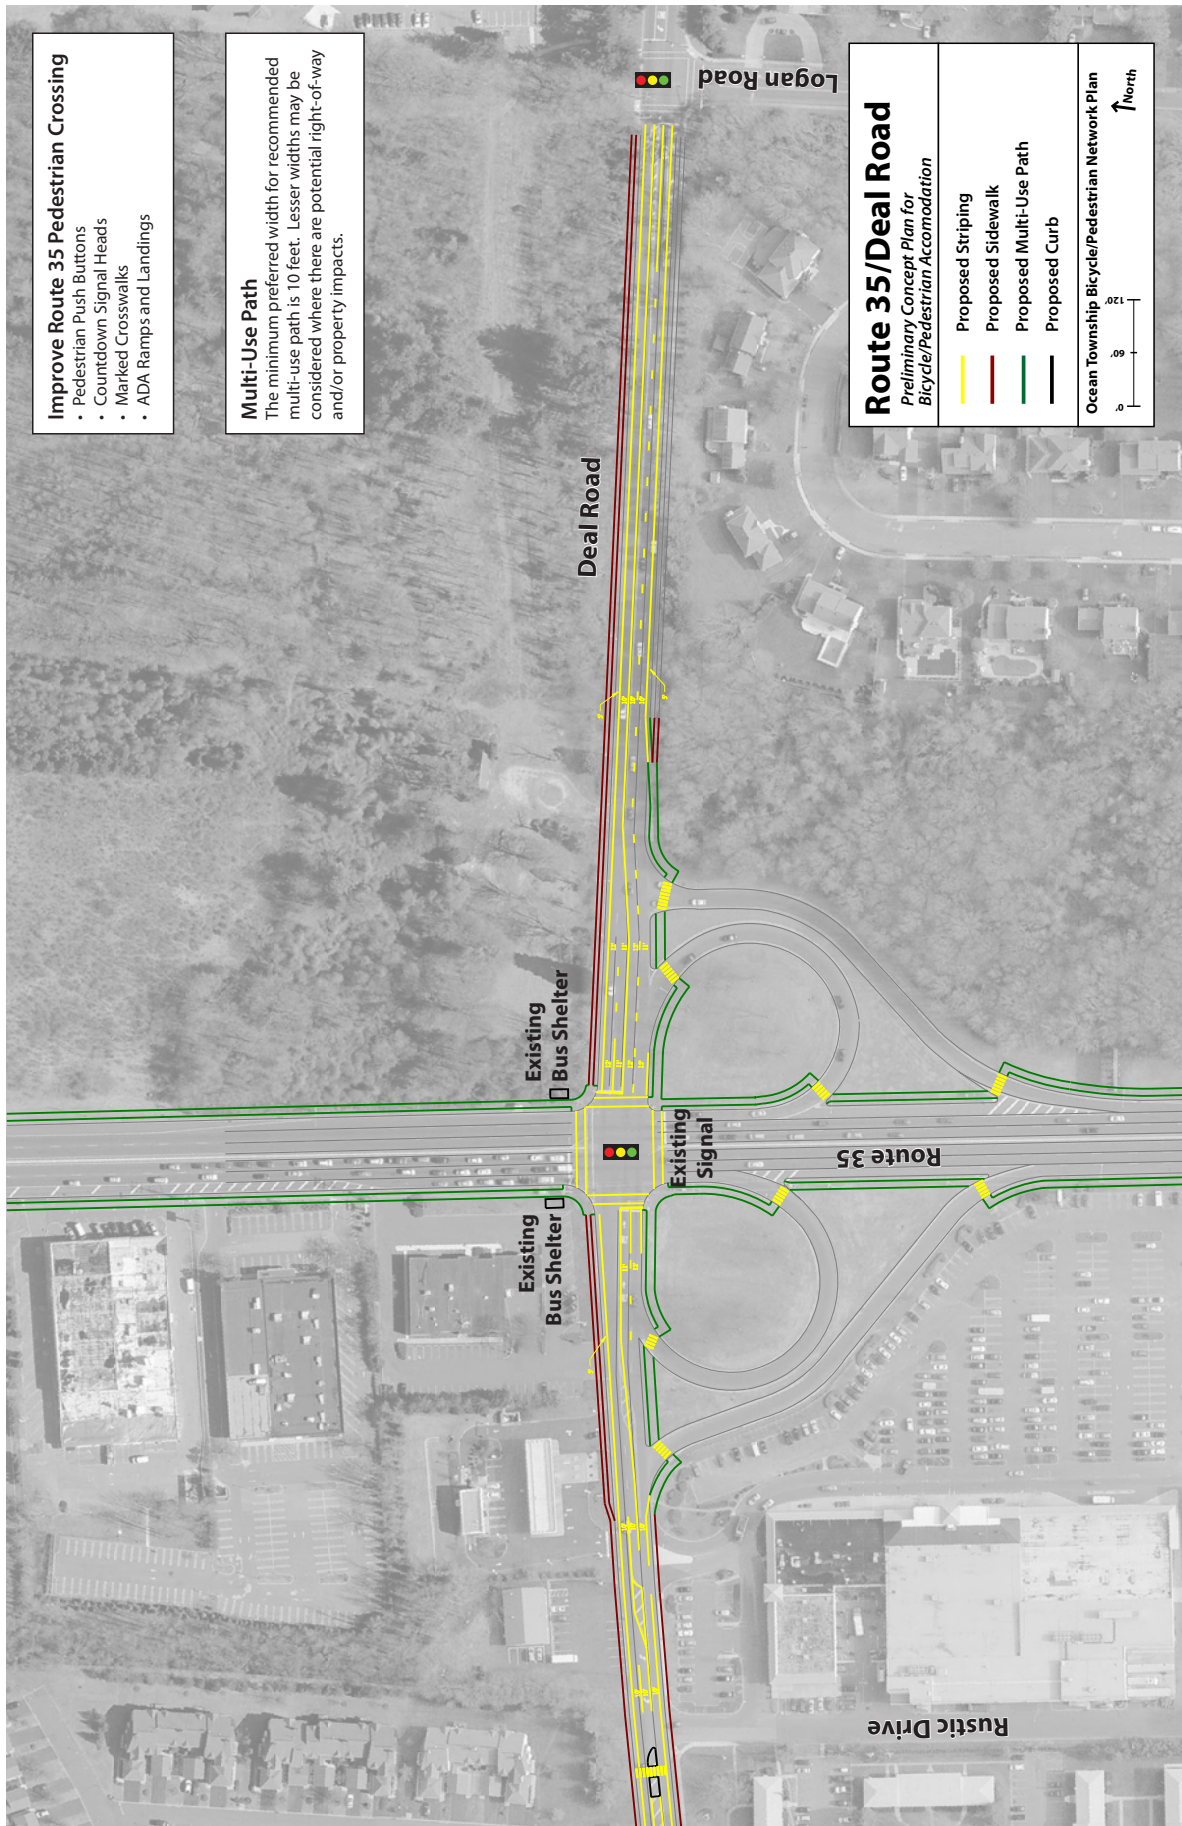 Improve Route 35 Pedestrian Crossing
• Pedestrian Push Buttons
• Countdown Signal Heads
• Marked Crosswalks
• ADA Ramps and Landings
Multi-Use Path
The minimum preferred width for recommended
multi-use path is 10 feet. Lesser widths may be
considered where there are potential right-of-way
and/or property impacts.
Logan Road
Deal Road
Existing
Bus Shelter
Existing
Signal
Route 35
Existing
Bus Shelter
Rustic Drive
Route 35/Deal Road
Preliminary Concept Plan for
Bicycle/Pedestrian Accomodation
Proposed Striping
Proposed Sidewalk
Proposed Multi-Use Path
Proposed Curb
Ocean Township Bicycle/Pedestrian Network Plan
0' 60' 120'
North